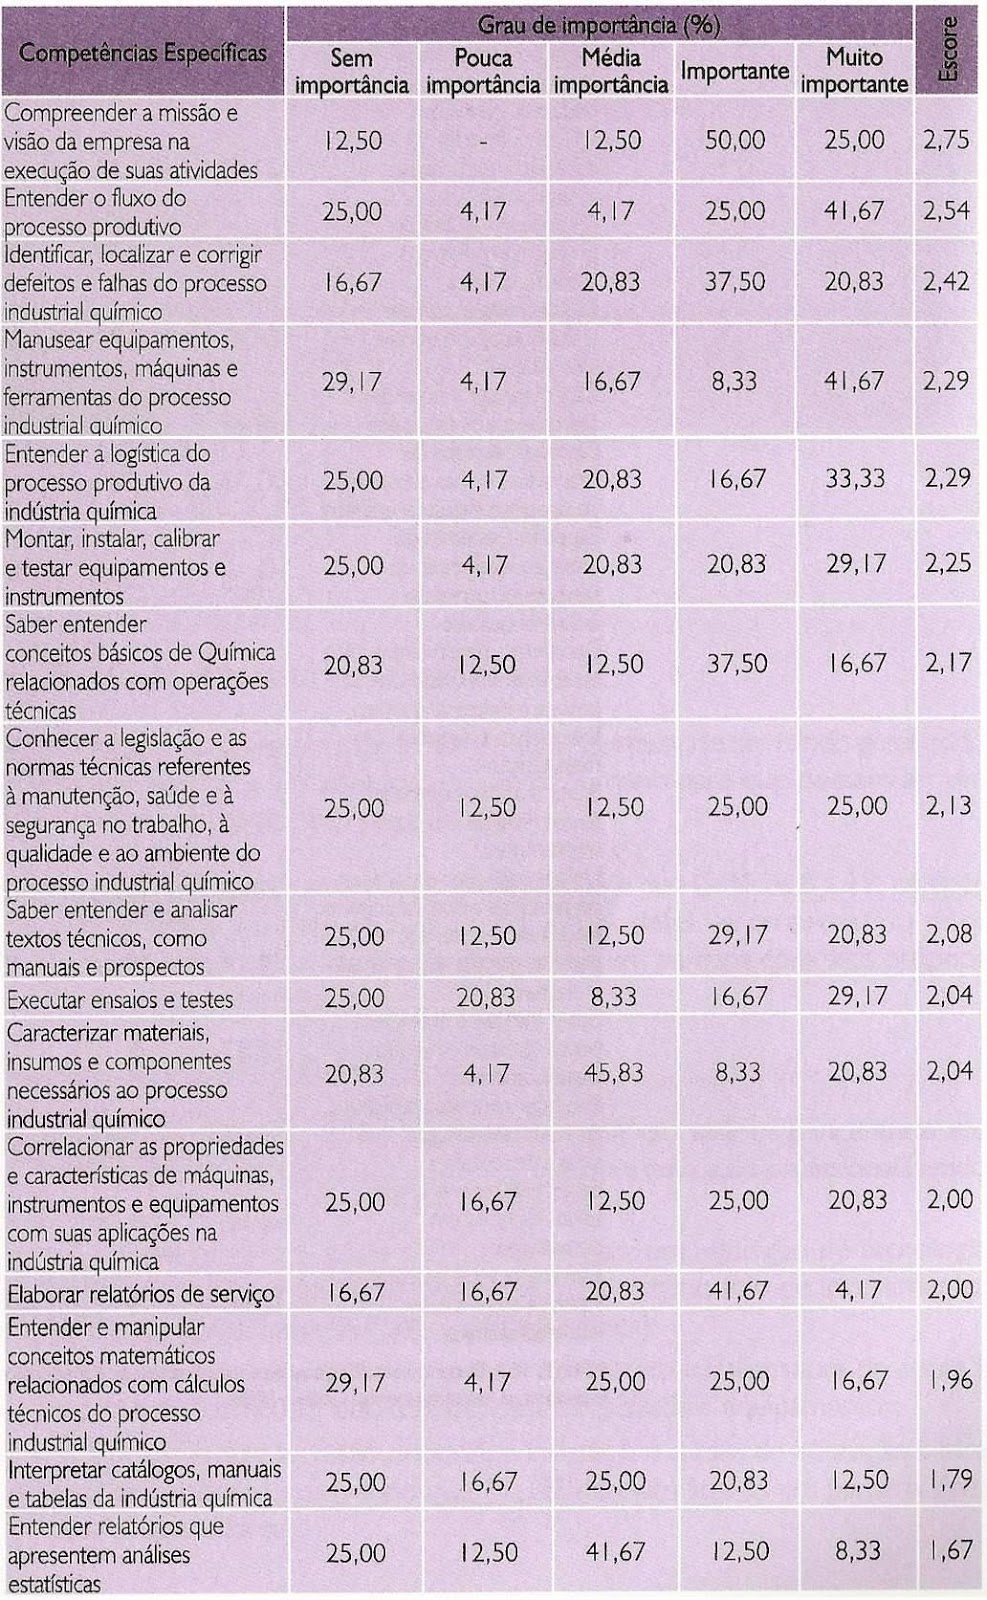 Competências Específicas
Grau de importância (%)
Escore
Sem importância
Pouca importância
Média importância
Importante
Muito importante
Compreender a missão e
visão da empresa na
execução de suas atividades
12,50 - 12,50 50,00 25,00 2,75
Entender o fluxo do
processo produtivo
25,00 4,17 4,17 25,00 41,67 2,54
Identificar, localizar e corrigir
defeitos e falhas do processo
industrial químico
16,67 4,17 20,83 37,50 20,83 2,42
Manusear equipamentos,
instrumentos, máquinas e
ferramentas do processo
industrial químico
29,17 4,17 16,67 8,33 41,67 2,29
Entender a logística do
processo produtivo da
indústria química
25,00 4,17 20,83 16,67 33,33 2,29
Montar, instalar, calibrar
e testar equipamentos e
instrumentos
25,00 4,17 20,83 20,83 29,17 2,25
Saber entender
conceitos básicos de Química
relacionados com operações
técnicas
20,83 12,50 12,50 37,50 16,67 2,17
Conhecer a legislação e as
normas técnicas referentes
à manutenção, saúde e à
segurança no trabalho, à
qualidade e ao ambiente do
processo industrial químico
25,00 12,50 12,50 25,00 25,00 2,13
Saber entender e analisar
textos técnicos, como
manuais e prospectos
25,00 12,50 12,50 29,17 20,83 2,08
Executar ensaios e testes 25,00 20,83 8,33 16,67 29,17 2,04
Caracterizar materiais,
insumos e componentes
necessários ao processo
industrial químico
20,83 4,17 45,83 8,33 20,83 2,04
Correlacionar as propriedades
e características de máquinas,
instrumentos e equipamentos
com suas aplicações na
indústria química
25,00 16,67 12,50 25,00 20,83 2,00
Elaborar relatórios de serviço 16,67 16,67 20,83 41,67 4,17 2,00
Entender e manipular
conceitos matemáticos
relacionados com cálculos
técnicos do processo
industrial químico
29,17 4,17 25,00 25,00 16,67 1,96
Interpretar catálogos, manuais
e tabelas da indústria química
25,00 16,67 25,00 20,83 12,50 1,79
Entender relatórios que
apresentem análises
estatísticas
25,00 12,50 41,67 12,50 8,33 1,67